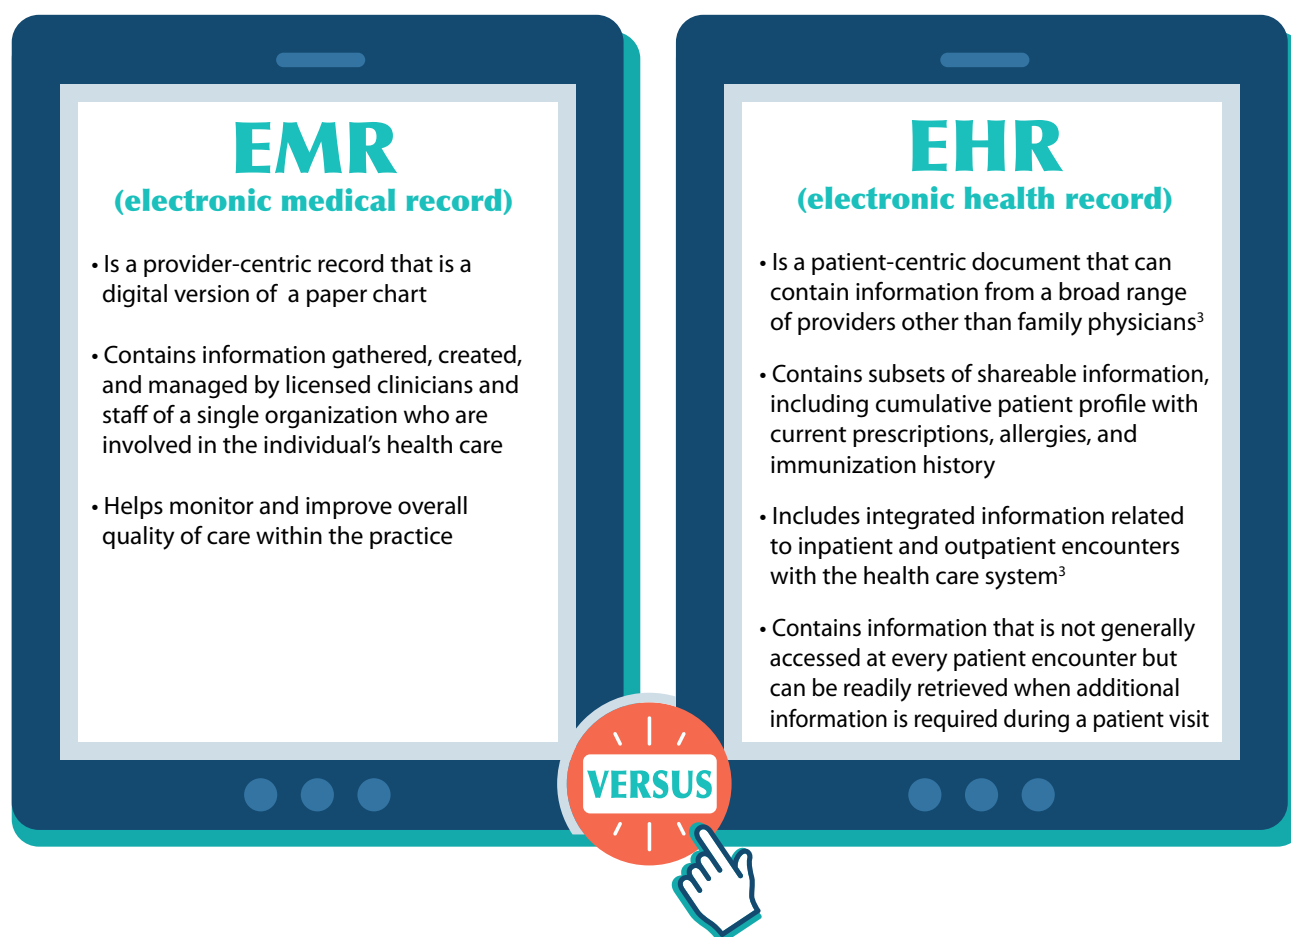 EMR
(electronic medical record)
• Is a provider-centric record that is a
digital version of  a paper chart
• Contains information gathered, created,
and managed by licensed clinicians and
staff of a single organization who are
involved in the individual’s health care
• Helps monitor and improve overall
quality of care within the practice
EHR
(electronic health record)
• Is a patient-centric document that can
contain information from a broad range
of providers other than family physicians³
• Contains subsets of shareable information,
including cumulative patient profile with
current prescriptions, allergies, and
immunization history
• Includes integrated information related
to inpatient and outpatient encounters
with the health care system³
• Contains information that is not generally
accessed at every patient encounter but
can be readily retrieved when additional
information is required during a patient visit
VERSUS